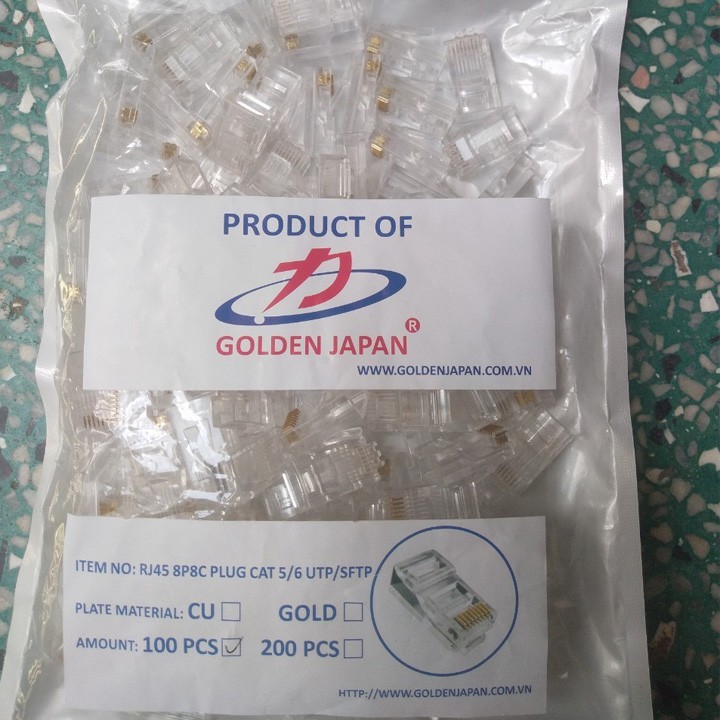 PRODUCT OF
力
GOLDEN JAPAN®
WWW.GOLDENJAPAN.COM.VN
ITEM NO: RJ45 8P8C PLUG CAT 5/6 UTP/SFTP
PLATE MATERIAL: CU ☐ GOLD ☐
AMOUNT: 100 PCS ☑ 200 PCS ☐
HTTP://WWW.GOLDENJAPAN.COM.VN